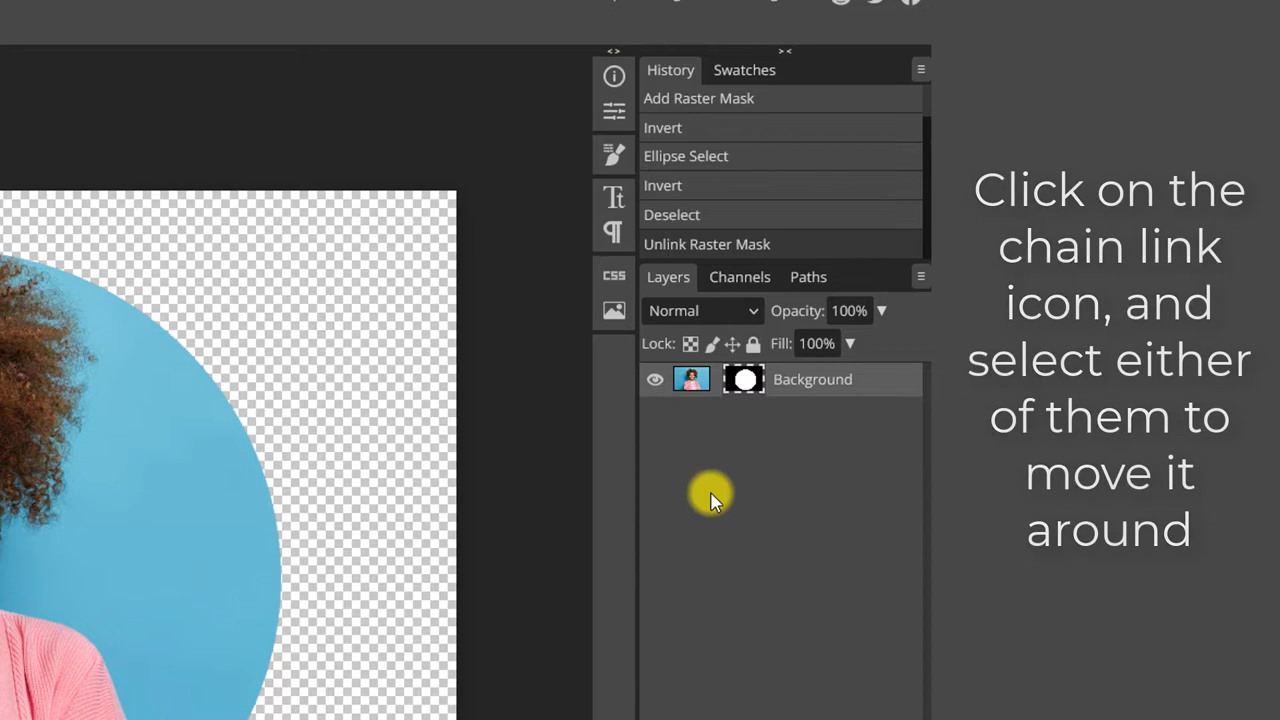 History Swatches
Add Raster Mask
Invert
Ellipse Select
Invert
Deselect
Unlink Raster Mask
Layers Channels Paths
Normal Opacity: 100%
Lock: Fill: 100%
Background
CSS
Click on the
chain link
icon, and
select either
of them to
move it
around